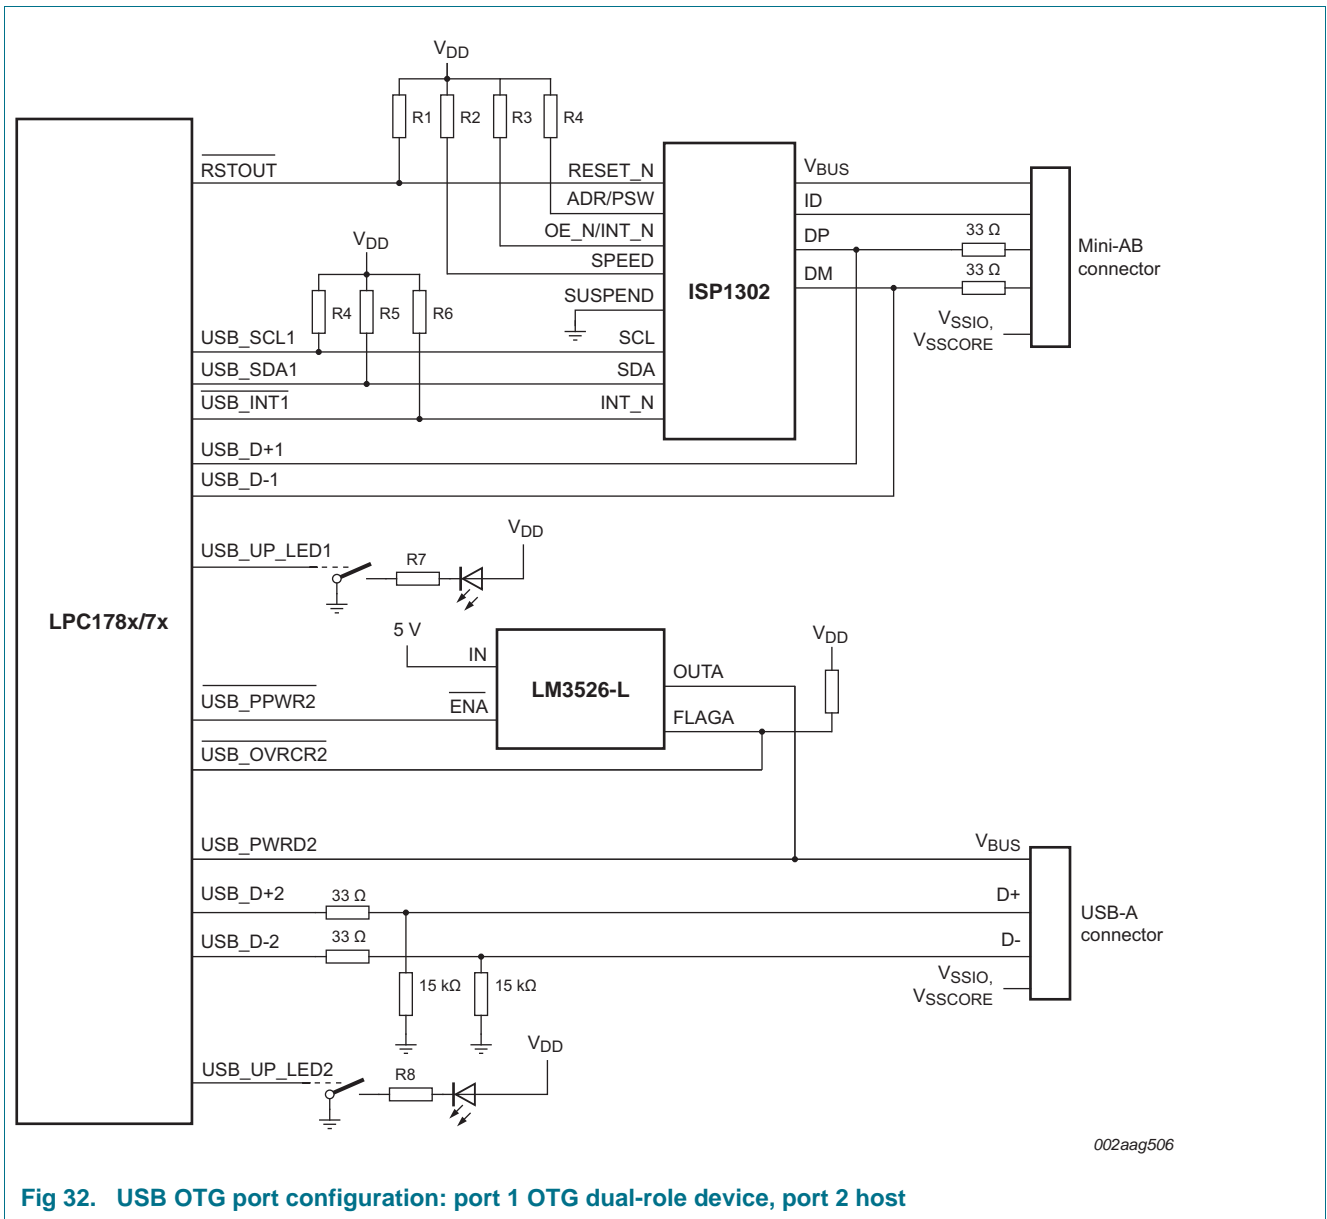 VDD
R1 R2 R3 R4
RSTOUT RESET_N VBUS
ADR/PSW ID
OE_N/INT_N DP 33 Ω
VDD SPEED DM 33 Ω
Mini-AB
connector
SUSPEND ISP1302
R4 R5 R6
VSSIO,
VSSCORE
USB_SCL1 SCL
USB_SDA1 SDA
USB_INT1 INT_N
USB_D+1
USB_D-1
VDD
USB_UP_LED1 R7
LPC178x/7x
5 V VDD
IN OUTA
LM3526-L
USB_PPWR2 ENA FLAGA
USB_OVRCR2
USB_PWRD2 VBUS
USB_D+2 33 Ω D+
USB-A
connector
USB_D-2 33 Ω D-
15 kΩ 15 kΩ
VSSIO,
VSSCORE
VDD
USB_UP_LED2 R8
002aag506
Fig 32. USB OTG port configuration: port 1 OTG dual-role device, port 2 host